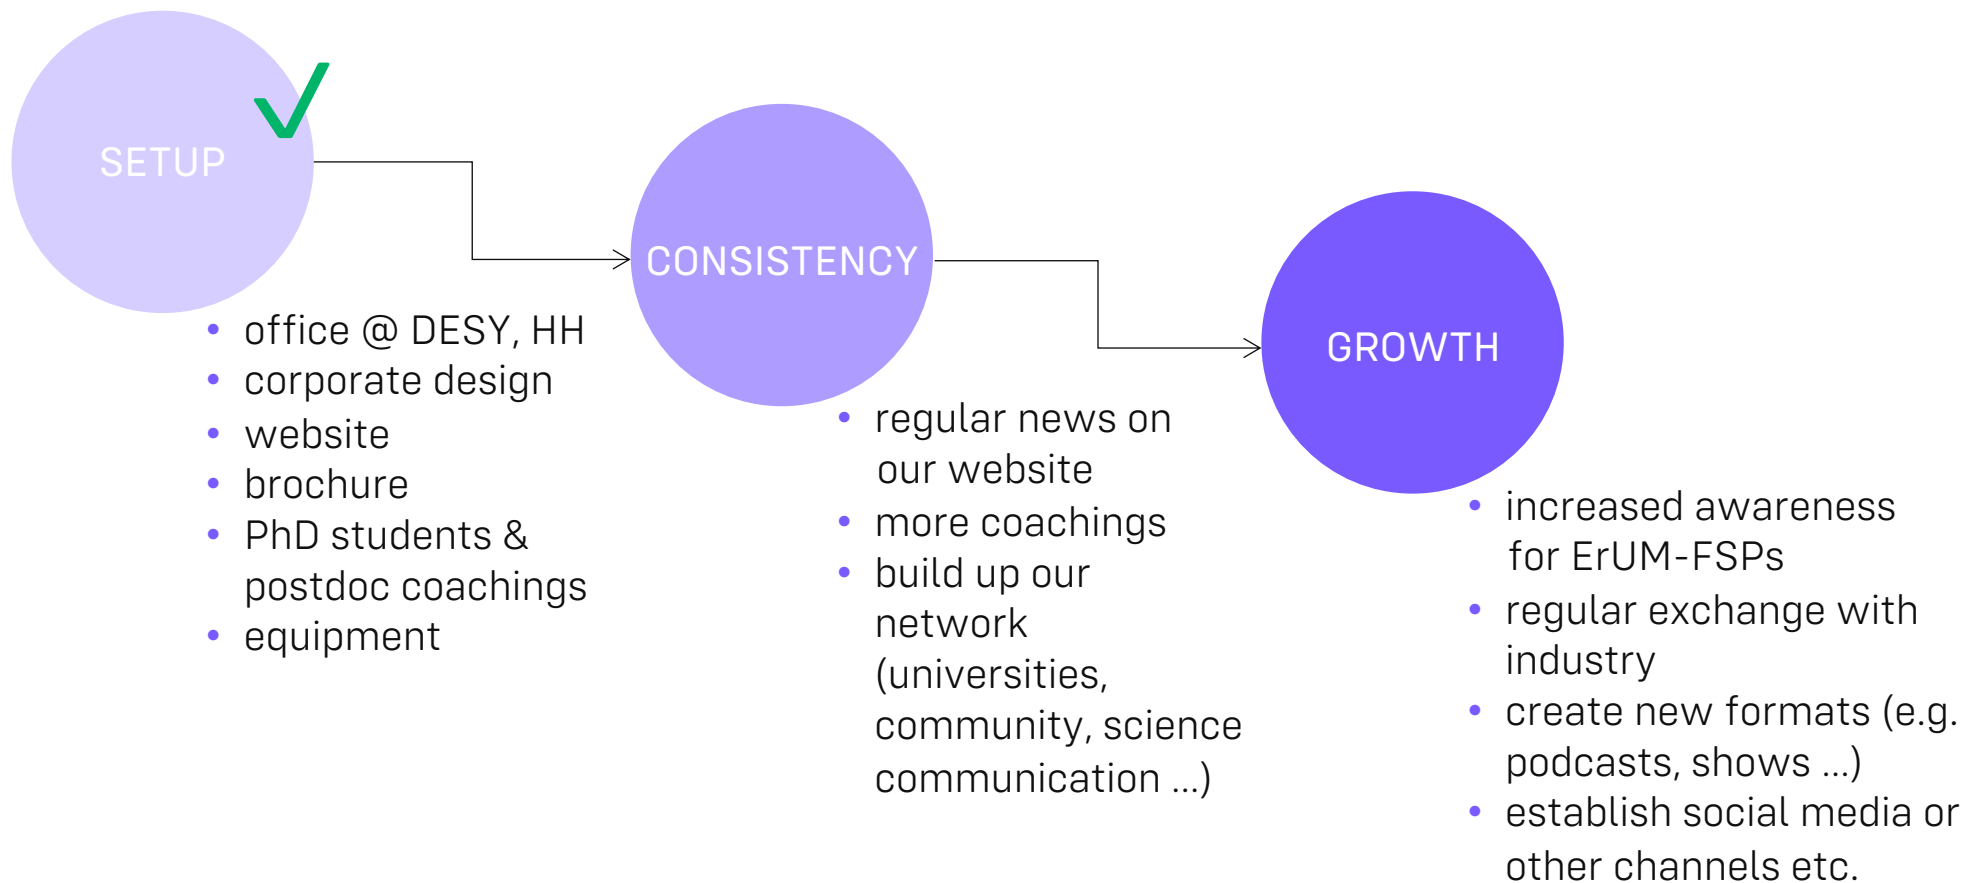 SETUP
• office @ DESY, HH
• corporate design
• website
• brochure
• PhD students &
postdoc coachings
• equipment
CONSISTENCY
• regular news on
our website
• more coachings
• build up our
network
(universities,
community, science
communication ...)
GROWTH
• increased awareness
for ErUM-FSPs
• regular exchange with
industry
• create new formats (e.g.
podcasts, shows ...)
• establish social media or
other channels etc.